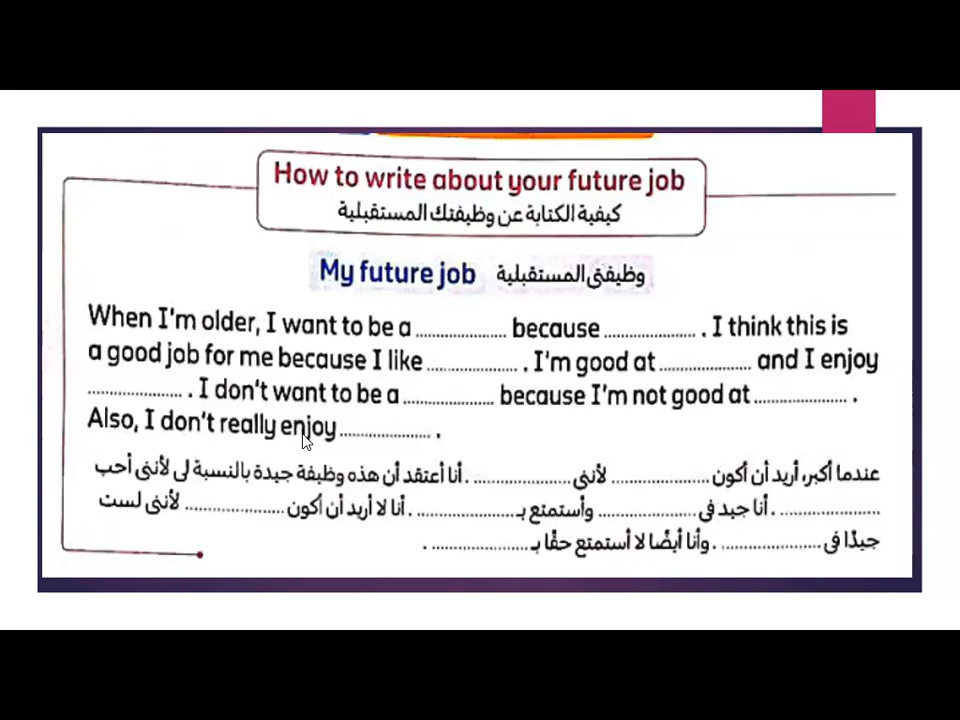 How to write about your future job
كيفية الكتابة عن وظيفتك المستقبلية
My future job وظيفتى المستقبلية
When I'm older, I want to be a .................... because .................... . I think this is
a good job for me because I like .................... . I'm good at .................... and I enjoy
.................... . I don't want to be a .................... because I'm not good at .................... .
Also, I don't really enjoy .................... .
عندما أكبر، أريد أن أكون .................... لأننى .................... . أنا أعتقد أن هذه وظيفة جيدة بالنسبة لى لأننى أحب
.................... . أنا جيد فى .................... وأستمتع بـ .................... . أنا لا أريد أن أكون .................... لأننى لست
جيدًا فى .................... . وأنا أيضًا لا أستمتع حقًا بـ .................... .